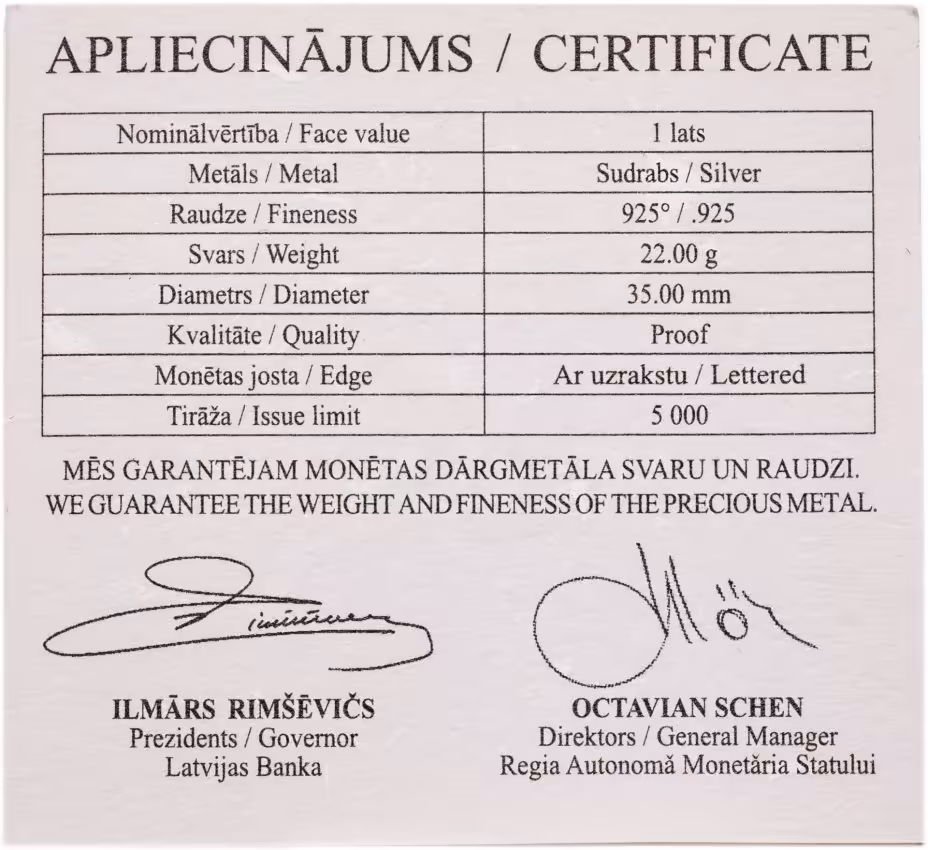 APLIECINĀJUMS / CERTIFICATE
Nominālvērtība / Face value 1 lats
Metāls / Metal Sudrabs / Silver
Raudze / Fineness 925° / .925
Svars / Weight 22.00 g
Diametrs / Diameter 35.00 mm
Kvalitāte / Quality Proof
Monētas josta / Edge Ar uzrakstu / Lettered
Tirāža / Issue limit 5 000
MĒS GARANTĒJAM MONĒTAS DĀRGMETĀLA SVARU UN RAUDZI.
WE GUARANTEE THE WEIGHT AND FINENESS OF THE PRECIOUS METAL.
ILMĀRS RIMŠĒVIČS OCTAVIAN SCHEN
Prezidents / Governor Direktors / General Manager
Latvijas Banka Regia Autonomă Monetăria Statului